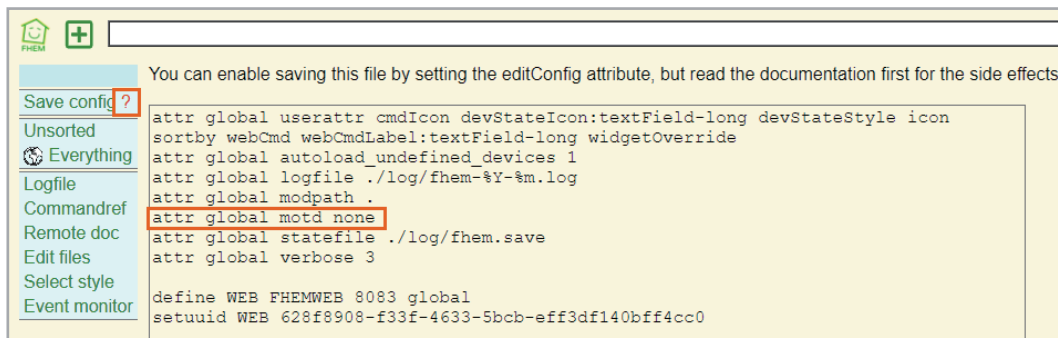 FHEM
You can enable saving this file by setting the editConfig attribute, but read the documentation first for the side effects
Save config ?
Unsorted
Everything
Logfile
Commandref
Remote doc
Edit files
Select style
Event monitor
attr global userattr cmdIcon devStateIcon:textField-long devStateStyle icon
sortby webCmd webCmdLabel:textField-long widgetOverride
attr global autoload_undefined_devices 1
attr global logfile ./log/fhem-%Y-%m.log
attr global modpath .
attr global motd none
attr global statefile ./log/fhem.save
attr global verbose 3
define WEB FHEMWEB 8083 global
setuuid WEB 628f8908-f33f-4633-5bcb-eff3df140bff4cc0